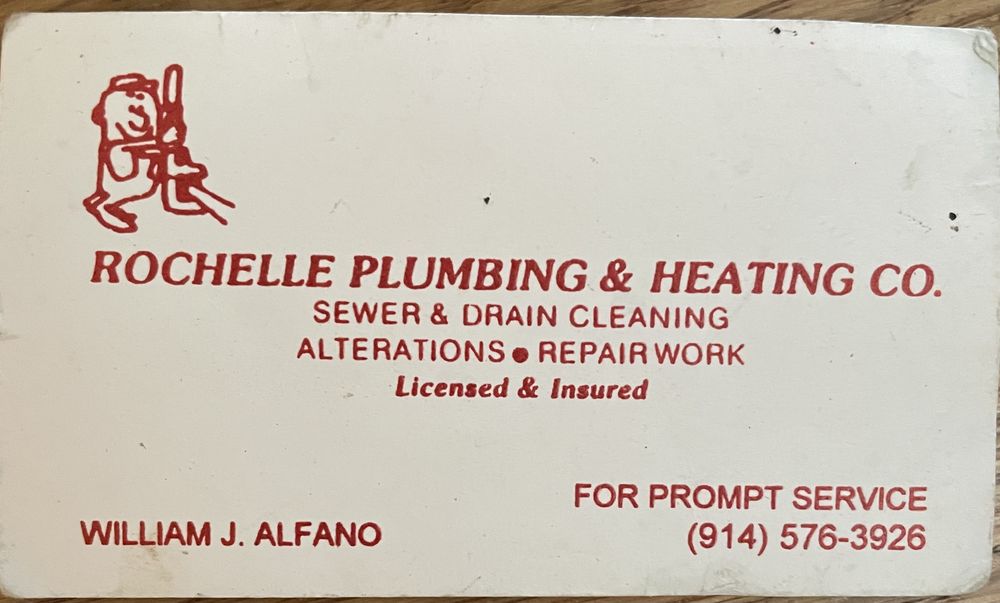 ROCHELLE PLUMBING & HEATING CO.
SEWER & DRAIN CLEANING
ALTERATIONS • REPAIR WORK
Licensed & Insured
WILLIAM J. ALFANO
FOR PROMPT SERVICE
(914) 576-3926